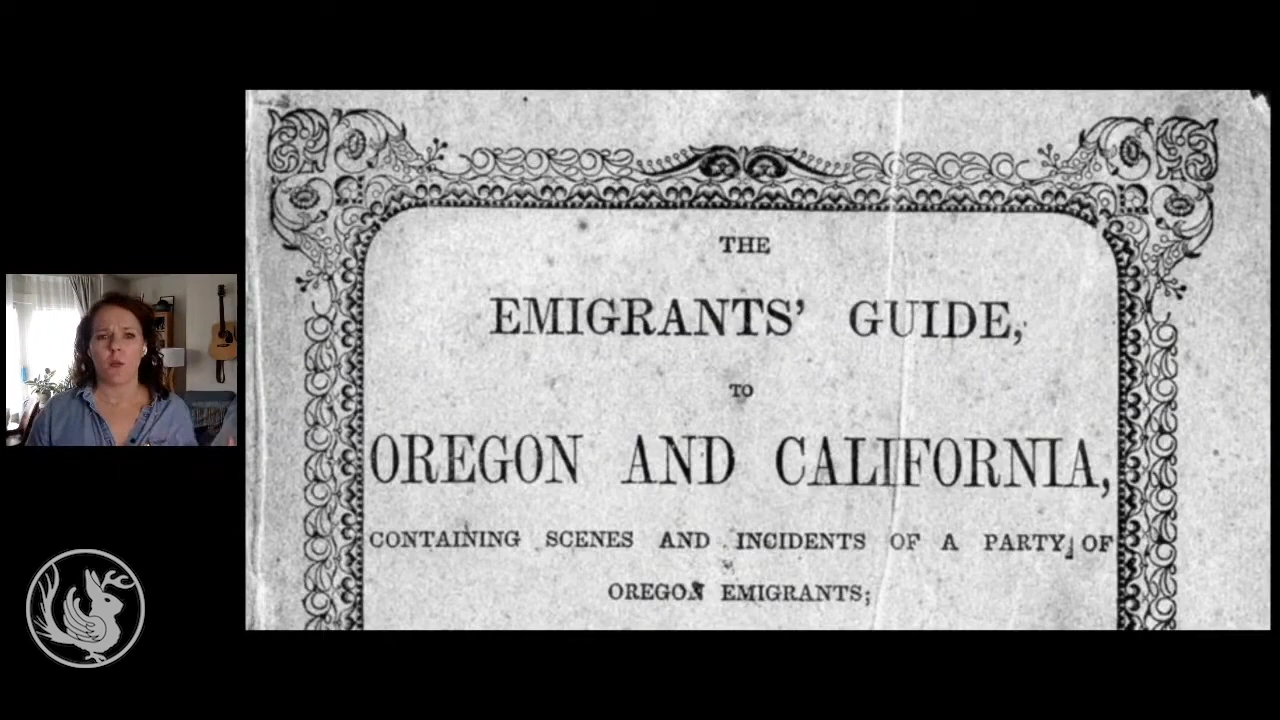 THE
EMIGRANTS' GUIDE,
TO
OREGON AND CALIFORNIA,
CONTAINING SCENES AND INCIDENTS OF A PARTY OF
OREGON EMIGRANTS;